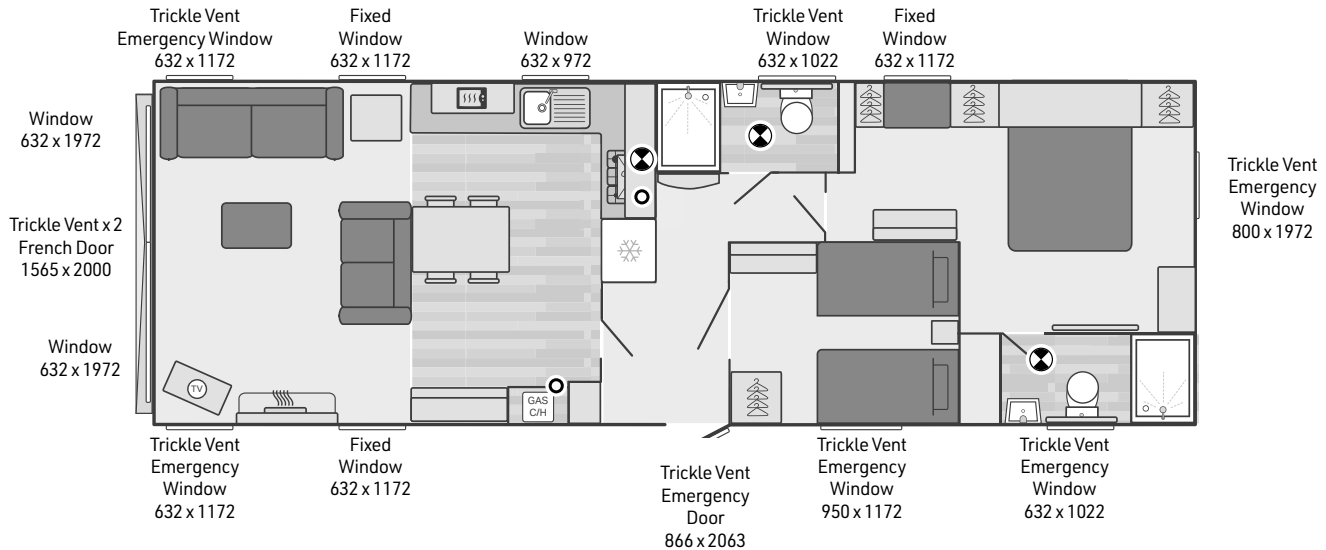 Trickle Vent
Emergency Window
632 x 1172
Fixed
Window
632 x 1172
Window
632 x 972
Trickle Vent
Window
632 x 1022
Fixed
Window
632 x 1172
Window
632 x 1972
Trickle Vent x 2
French Door
1565 x 2000
Window
632 x 1972
Trickle Vent
Emergency
Window
800 x 1972
TV
GAS
C/H
Trickle Vent
Emergency
Window
632 x 1172
Fixed
Window
632 x 1172
Trickle Vent
Emergency
Door
866 x 2063
Trickle Vent
Emergency
Window
950 x 1172
Trickle Vent
Emergency
Window
632 x 1022